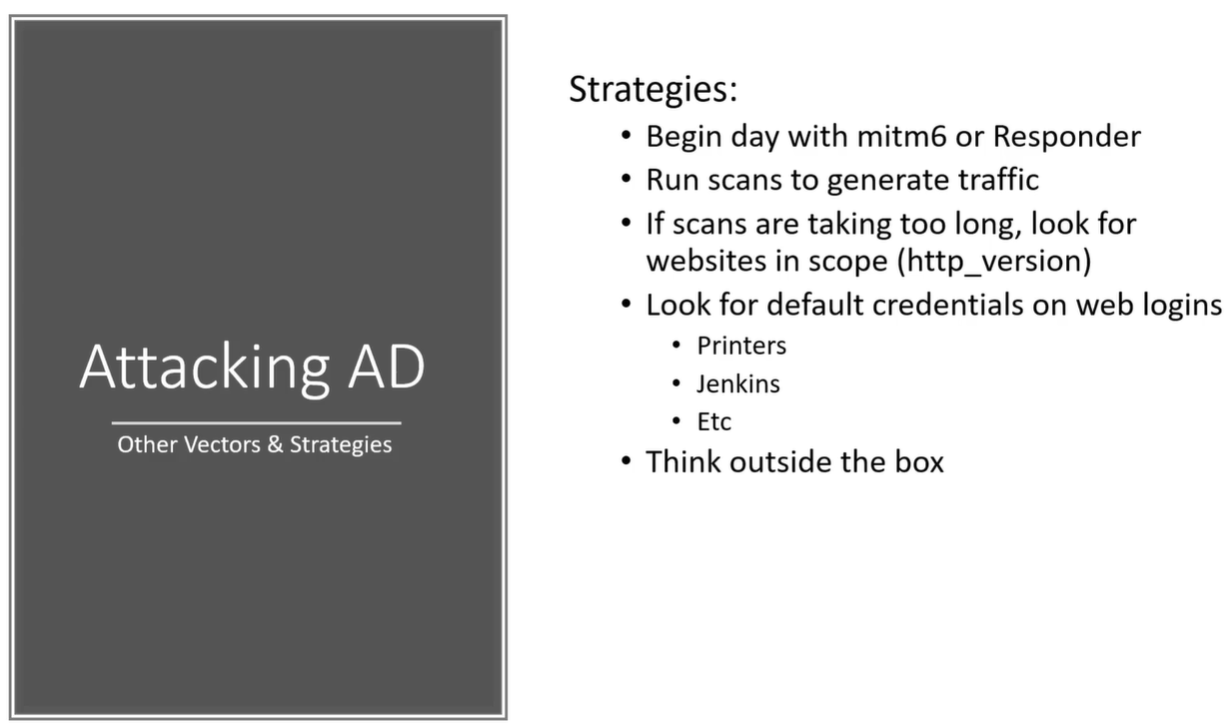 Attacking AD
Other Vectors & Strategies
Strategies:
• Begin day with mitm6 or Responder
• Run scans to generate traffic
• If scans are taking too long, look for
websites in scope (http_version)
• Look for default credentials on web logins
• Printers
• Jenkins
• Etc
• Think outside the box